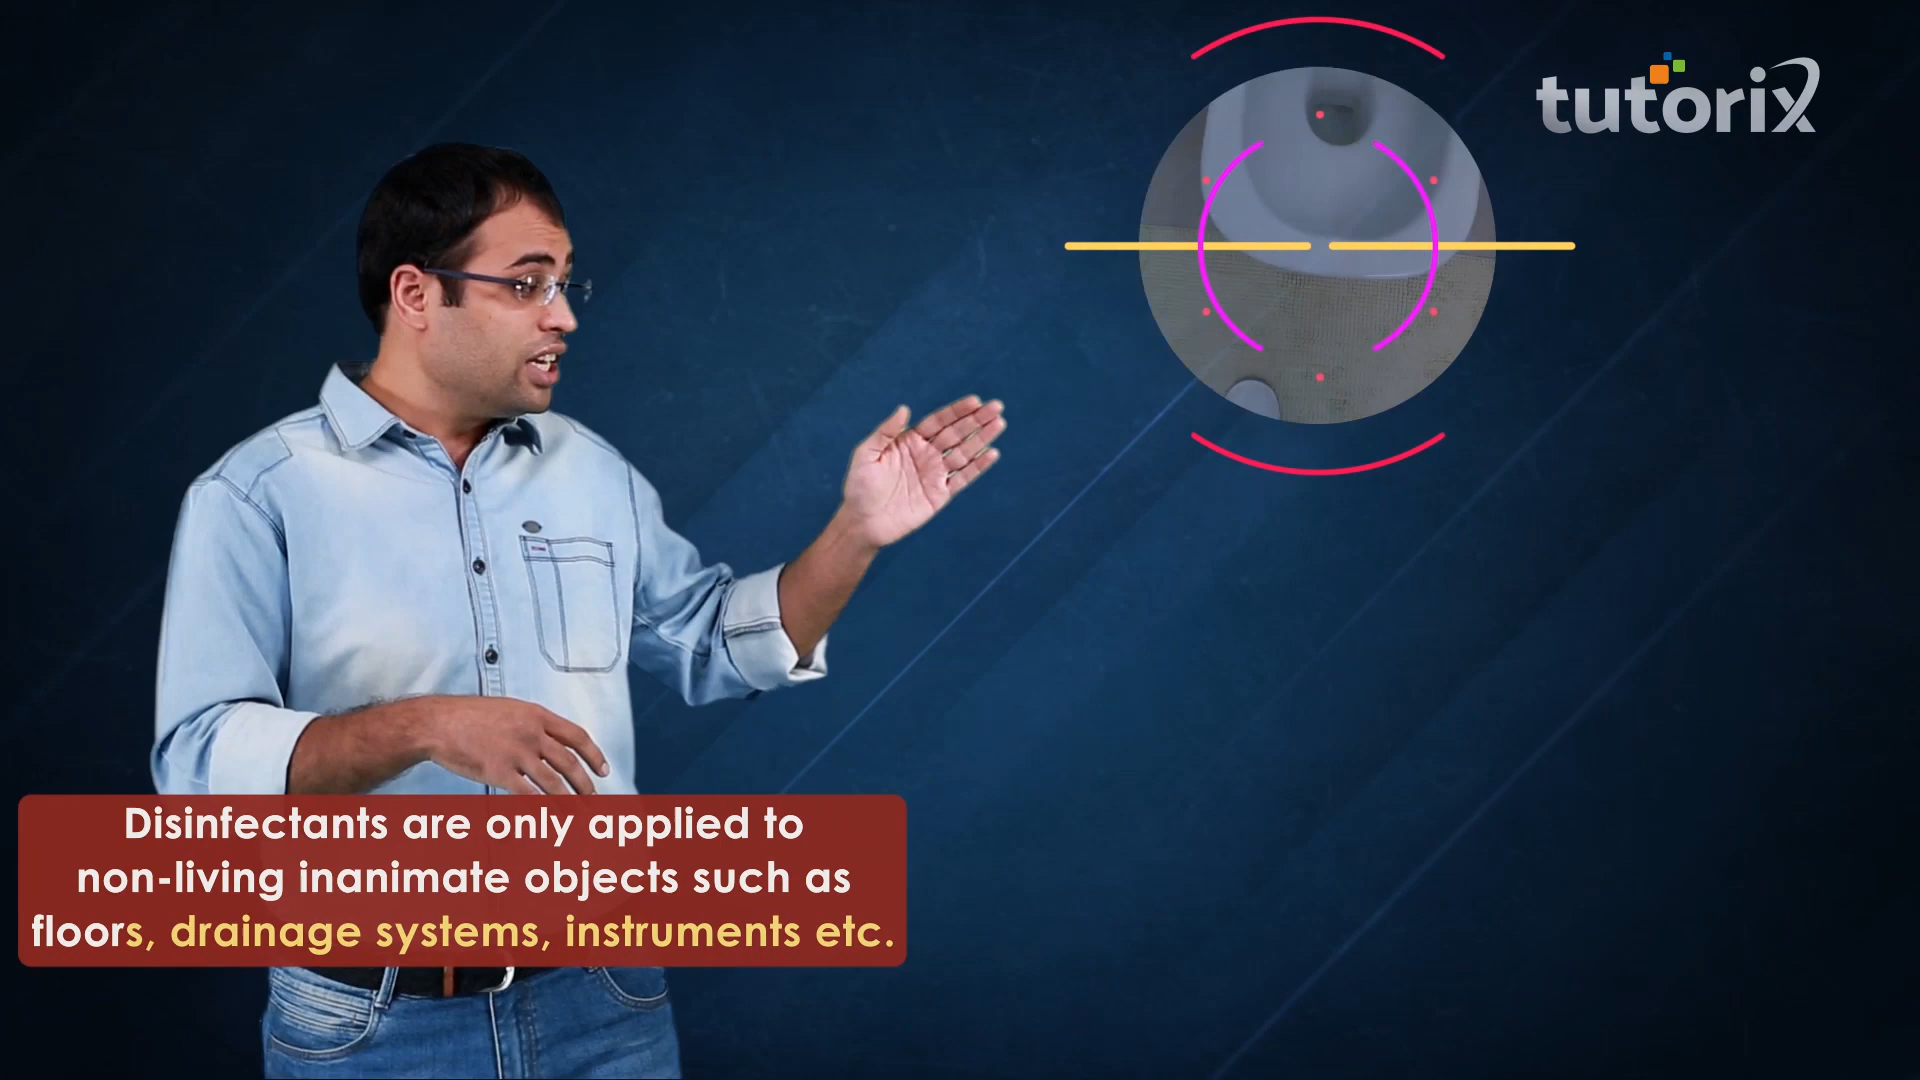 tutorix
Disinfectants are only applied to
non-living inanimate objects such as
floors, drainage systems, instruments etc.